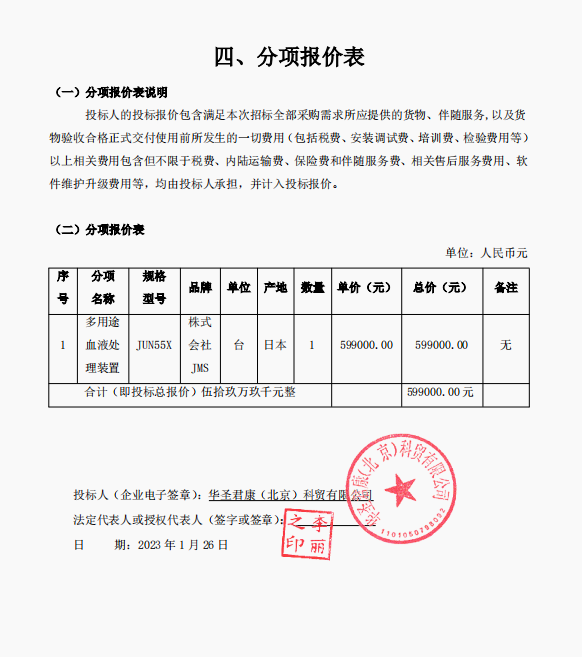 四、分项报价表
（一）分项报价表说明
投标人的投标报价包含满足本次招标全部采购需求所应提供的货物、伴随服务,以及货
物验收合格正式交付使用前所发生的一切费用（包括税费、安装调试费、培训费、检验费用等）
以上相关费用包含但不限于税费、内陆运输费、保险费和伴随服务费、相关售后服务费用、软
件维护升级费用等，均由投标人承担，并计入投标报价。
（二）分项报价表
单位：人民币元
序号 分项名称 规格型号 品牌 单位 产地 数量 单价（元） 总价（元） 备注
1 多用途血液处理装置 JUN55X 株式会社JMS 台 日本 1 599000.00 599000.00 无
合计（即投标总报价）伍拾玖万玖千元整 599000.00 元
投标人（企业电子签章）：华圣君康（北京）科贸有限公司
法定代表人或授权代表人（签字或签章）：
李丽之印
日 期：2023 年 1 月 26 日
华圣君康(北京)科贸有限公司